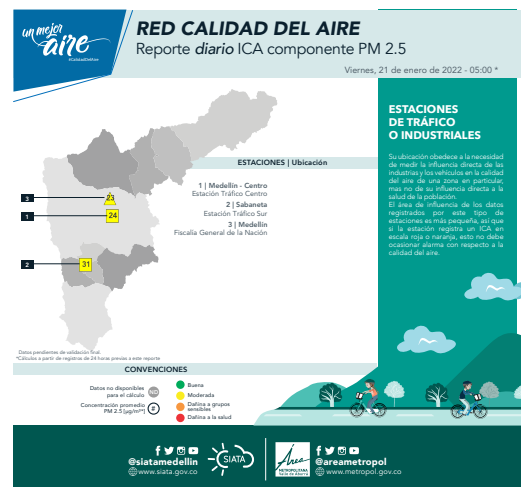 un mejor
aire
#CalidadDelAire
RED CALIDAD DEL AIRE
Reporte diario ICA componente PM 2.5
Viernes, 21 de enero de 2022 - 05:00 *
ESTACIONES
DE TRÁFICO
O INDUSTRIALES
Su ubicación obedece a la necesidad
de medir la influencia directa de las
industrias y los vehículos en la calidad
del aire de una zona en particular,
mas no de su influencia directa a la
salud de la población.
El área de influencia de los datos
registrados por este tipo de
estaciones es más pequeña, así que
si la estación registra un ICA en
escala roja o naranja, esto no debe
ocasionar alarma con respecto a la
calidad del aire.
ESTACIONES | Ubicación
1 | Medellín - Centro
Estación Tráfico Centro
2 | Sabaneta
Estación Tráfico Sur
3 | Medellín
Fiscalía General de la Nación
3
23
1
24
2
31
Datos pendientes de validación final.
*Cálculos a partir de registros de 24 horas previas a este reporte
CONVENCIONES
Datos no disponibles
para el cálculo
Concentración promedio
PM 2.5 [µg/m³]
#
Buena
Moderada
Dañina a grupos
sensibles
Dañina a la salud
@siatamedellin
www.siata.gov.co
SIATA
Área
METROPOLITANA
Valle de Aburrá
@areametropol
www.metropol.gov.co